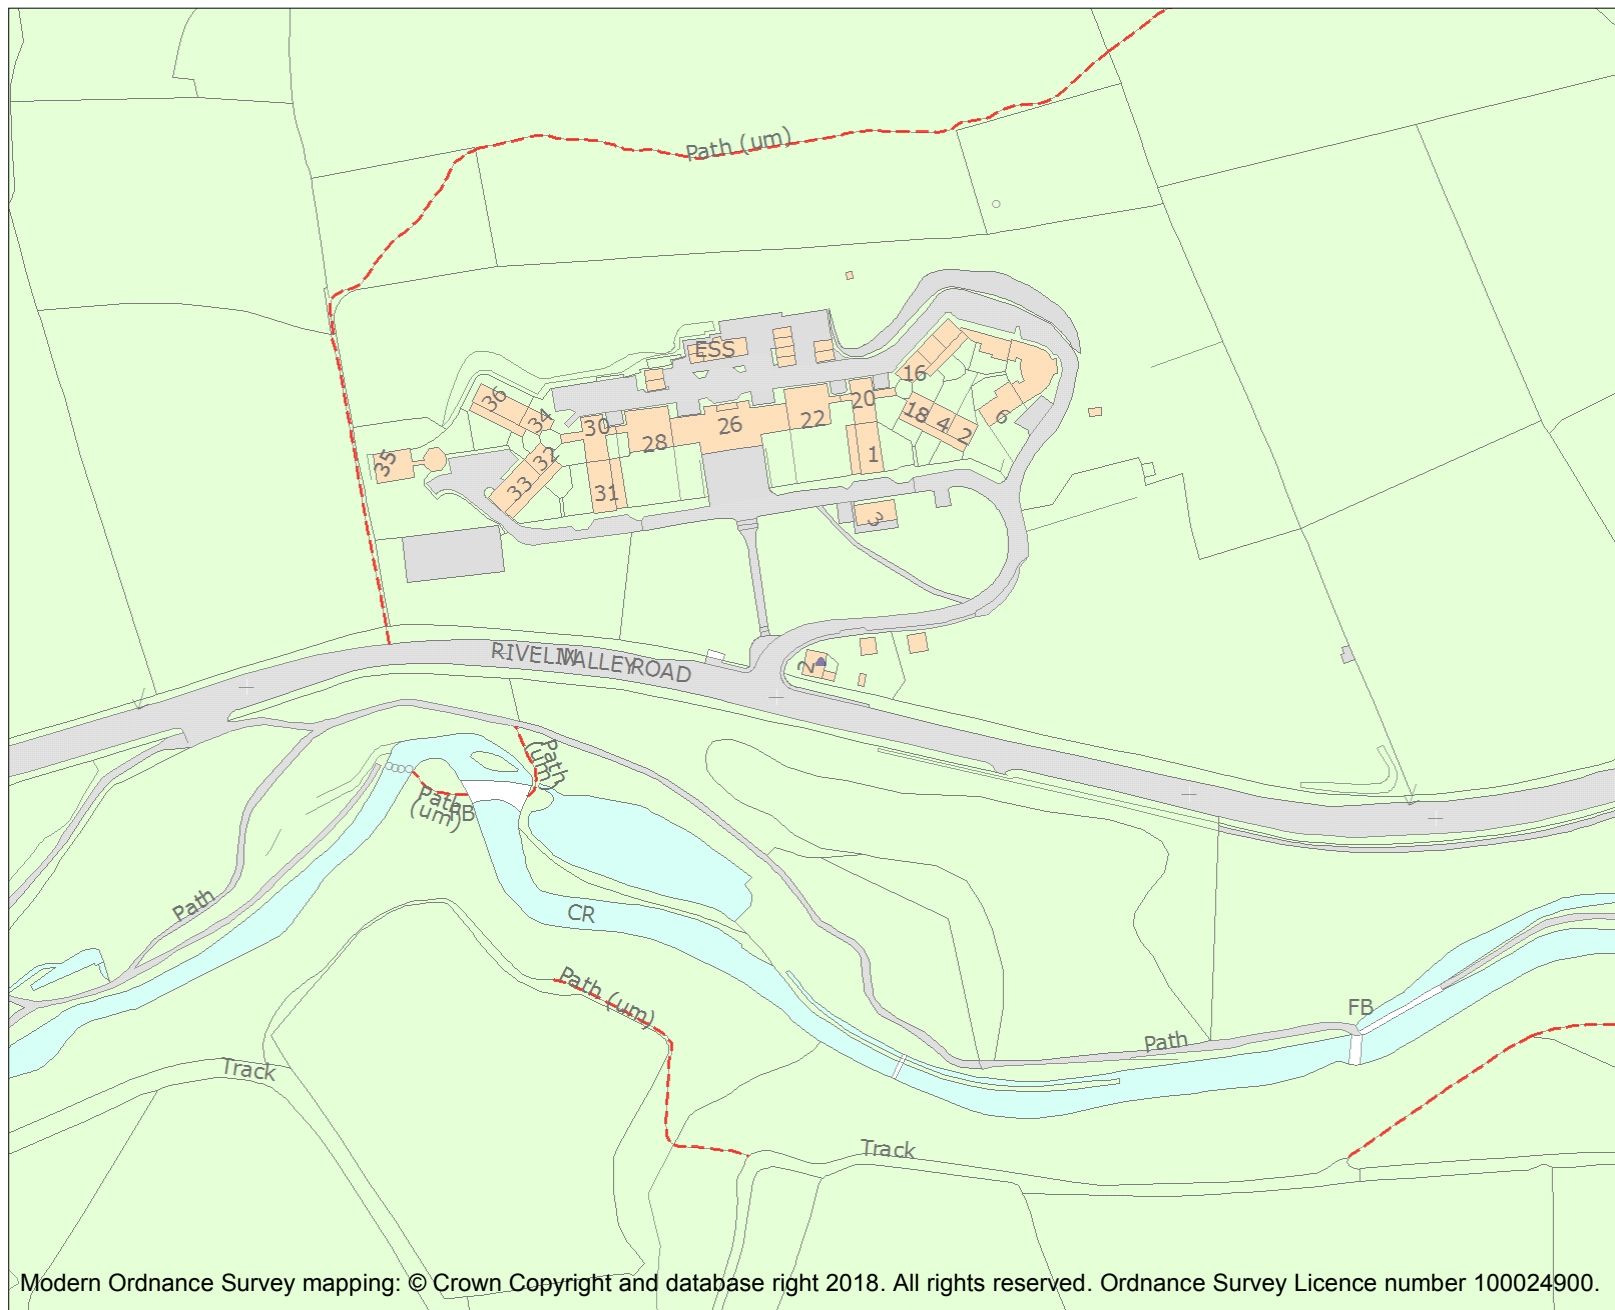 Path (um)
ESS
36
34
30
28
26
22
20
16
18
4
2
6
35
32
33
31
1
3
RIVELIN VALLEY ROAD
2
Path
(um)
Path
(um)
FB
Path
CR
Path (um)
FB
Path
Track
Track
Modern Ordnance Survey mapping: © Crown Copyright and database right 2018. All rights reserved. Ordnance Survey Licence number 100024900.